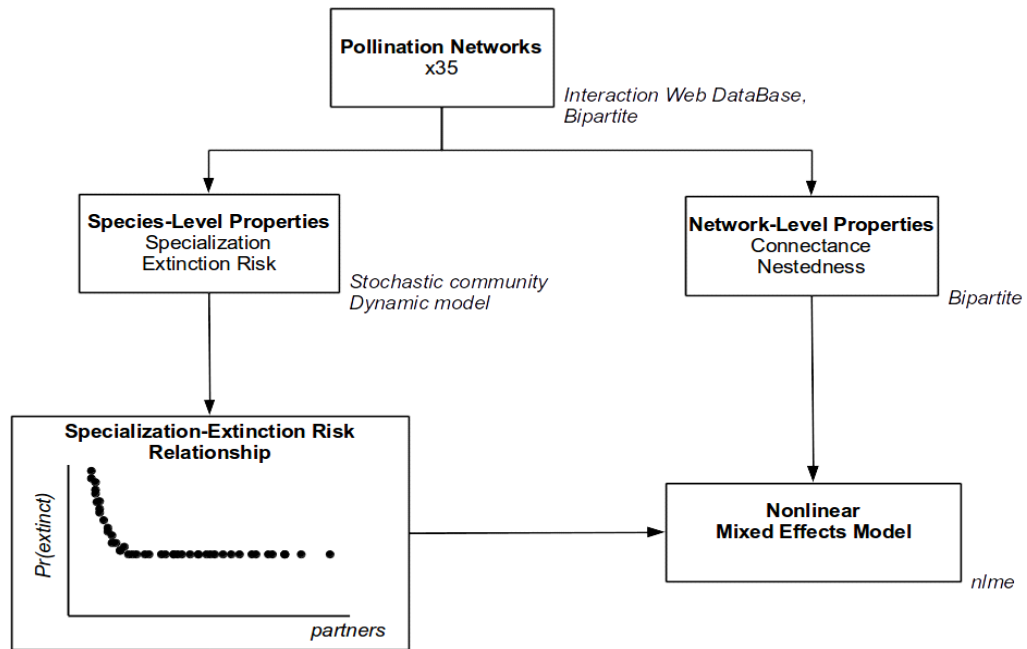 Pollination Networks
x35
Interaction Web DataBase,
Bipartite
Species-Level Properties
Specialization
Extinction Risk
Stochastic community
Dynamic model
Network-Level Properties
Connectance
Nestedness
Bipartite
Specialization-Extinction Risk
Relationship
Pr(extinct)
partners
Nonlinear
Mixed Effects Model
nlme